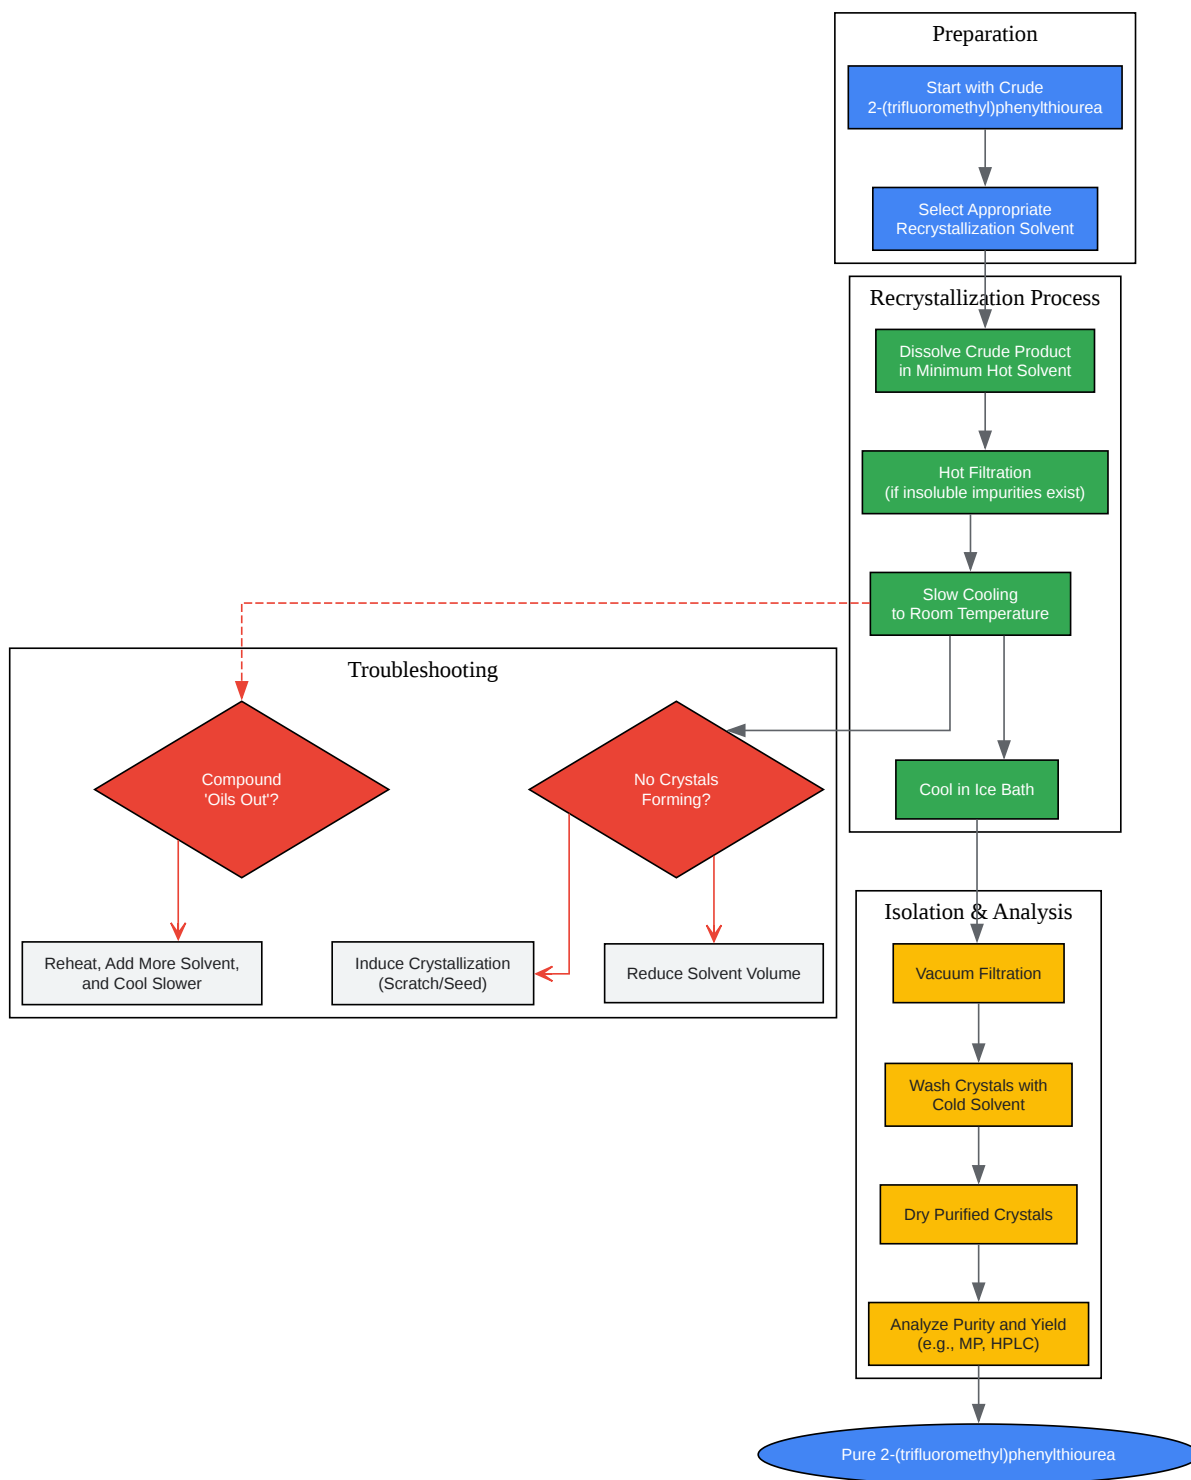 Preparation
Start with Crude
2-(trifluoromethyl)phenylthiourea
Select Appropriate
Recrystallization Solvent
Recrystallization Process
Dissolve Crude Product
in Minimum Hot Solvent
Hot Filtration
(if insoluble impurities exist)
Slow Cooling
to Room Temperature
Cool in Ice Bath
Troubleshooting
Compound
'Oils Out'?
No Crystals
Forming?
Reheat, Add More Solvent,
and Cool Slower
Induce Crystallization
(Scratch/Seed)
Reduce Solvent Volume
Isolation & Analysis
Vacuum Filtration
Wash Crystals with
Cold Solvent
Dry Purified Crystals
Analyze Purity and Yield
(e.g., MP, HPLC)
Pure 2-(trifluoromethyl)phenylthiourea